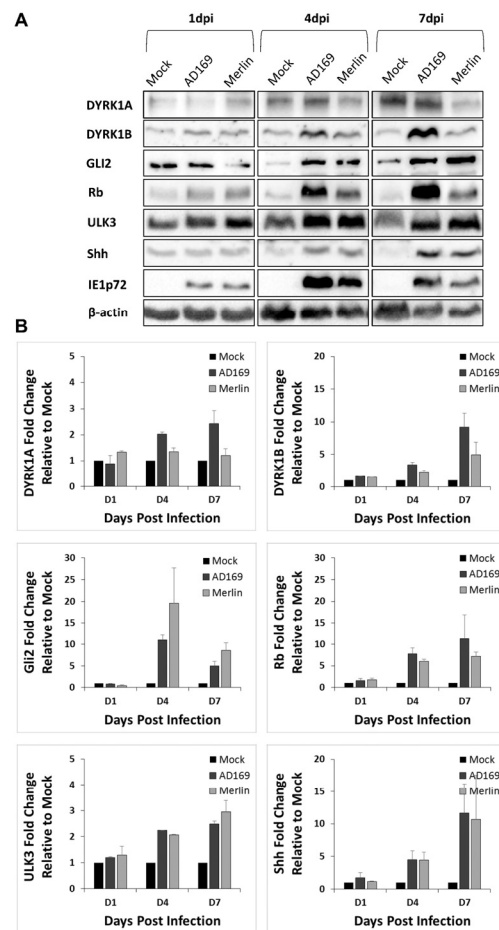 A
1dpi 4dpi 7dpi
Mock AD169 Merlin Mock AD169 Merlin Mock AD169 Merlin
DYRK1A
DYRK1B
GLI2
Rb
ULK3
Shh
IE1p72
β-actin
B
DYRK1A Fold Change
Relative to Mock
5
4
3
2
1
0
Mock
AD169
Merlin
D1 D4 D7
Days Post Infection
DYRK1B Fold Change
Relative to Mock
20
15
10
5
0
Mock
AD169
Merlin
D1 D4 D7
Days Post Infection
Gli2 Fold Change
Relative to Mock
30
25
20
15
10
5
0
Mock
AD169
Merlin
D1 D4 D7
Days Post Infection
Rb Fold Change
Relative to Mock
30
25
20
15
10
5
0
Mock
AD169
Merlin
D1 D4 D7
Days Post Infection
ULK3 Fold Change
Relative to Mock
5
4
3
2
1
0
Mock
AD169
Merlin
D1 D4 D7
Days Post Infection
Shh Fold Change
Relative to Mock
20
15
10
5
0
Mock
AD169
Merlin
D1 D4 D7
Days Post Infection